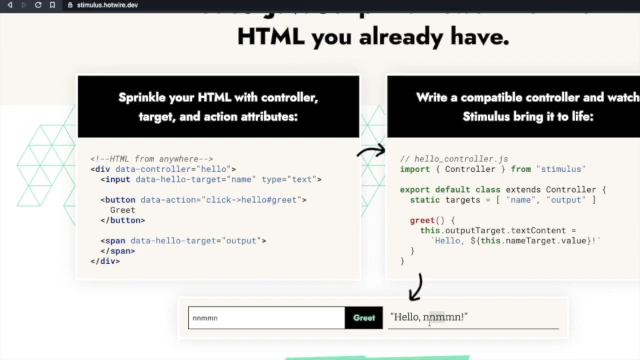 stimulus.hotwire.dev
HTML you already have.
Sprinkle your HTML with controller,
target, and action attributes:
<!--HTML from anywhere-->
<div data-controller="hello">
<input data-hello-target="name" type="text">
<button data-action="click->hello#greet">
Greet
</button>
<span data-hello-target="output">
</span>
</div>
Write a compatible controller and watch
Stimulus bring it to life:
// hello_controller.js
import { Controller } from "stimulus"
export default class extends Controller {
static targets = [ "name", "output" ]
greet() {
this.outputTarget.textContent =
`Hello, ${this.nameTarget.value}!`
}
}
nnmmn
Greet
"Hello, nnmmn!"